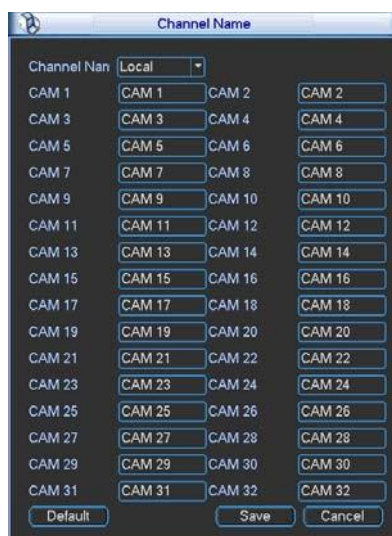 Channel Name
Channel Nan Local
CAM 1 CAM 1 CAM 2 CAM 2
CAM 3 CAM 3 CAM 4 CAM 4
CAM 5 CAM 5 CAM 6 CAM 6
CAM 7 CAM 7 CAM 8 CAM 8
CAM 9 CAM 9 CAM 10 CAM 10
CAM 11 CAM 11 CAM 12 CAM 12
CAM 13 CAM 13 CAM 14 CAM 14
CAM 15 CAM 15 CAM 16 CAM 16
CAM 17 CAM 17 CAM 18 CAM 18
CAM 19 CAM 19 CAM 20 CAM 20
CAM 21 CAM 21 CAM 22 CAM 22
CAM 23 CAM 23 CAM 24 CAM 24
CAM 25 CAM 25 CAM 26 CAM 26
CAM 27 CAM 27 CAM 28 CAM 28
CAM 29 CAM 29 CAM 30 CAM 30
CAM 31 CAM 31 CAM 32 CAM 32
Default Save Cancel